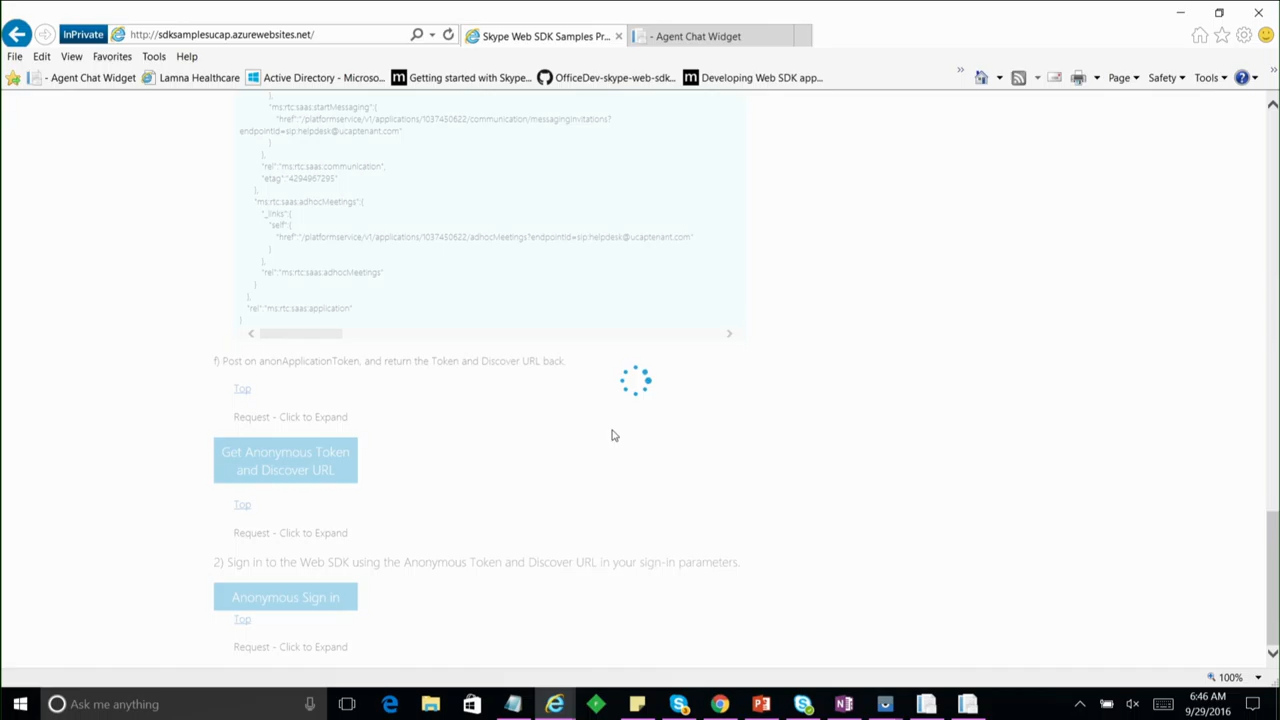 InPrivate
http://sdksamplesucap.azurewebsites.net/
Skype Web SDK Samples Pr...
- Agent Chat Widget
File Edit View Favorites Tools Help
- Agent Chat Widget Lamna Healthcare Active Directory - Microso... Getting started with Skype... OfficeDev-skype-web-sdk... Developing Web SDK app...
Page Safety Tools
},
"ms:rtc:saas:startMessaging":{
"href":"/platformservice/v1/applications/1037450622/communication/messagingInvitations?
endpointId=sip:helpdesk@ucaptenant.com"
}
},
"rel":"ms:rtc:saas:communication",
"etag":"4294967295"
},
"ms:rtc:saas:adhocMeetings":{
"_links":{
"self":{
"href":"/platformservice/v1/applications/1037450622/adhocMeetings?endpointId=sip:helpdesk@ucaptenant.com"
}
},
"rel":"ms:rtc:saas:adhocMeetings"
}
},
"rel":"ms:rtc:saas:application"
}
f) Post on anonApplicationToken, and return the Token and Discover URL back.
Top
Request - Click to Expand
Get Anonymous Token
and Discover URL
Top
Request - Click to Expand
2) Sign in to the Web SDK using the Anonymous Token and Discover URL in your sign-in parameters.
Anonymous Sign in
Top
Request - Click to Expand
100%
Ask me anything
6:46 AM
9/29/2016